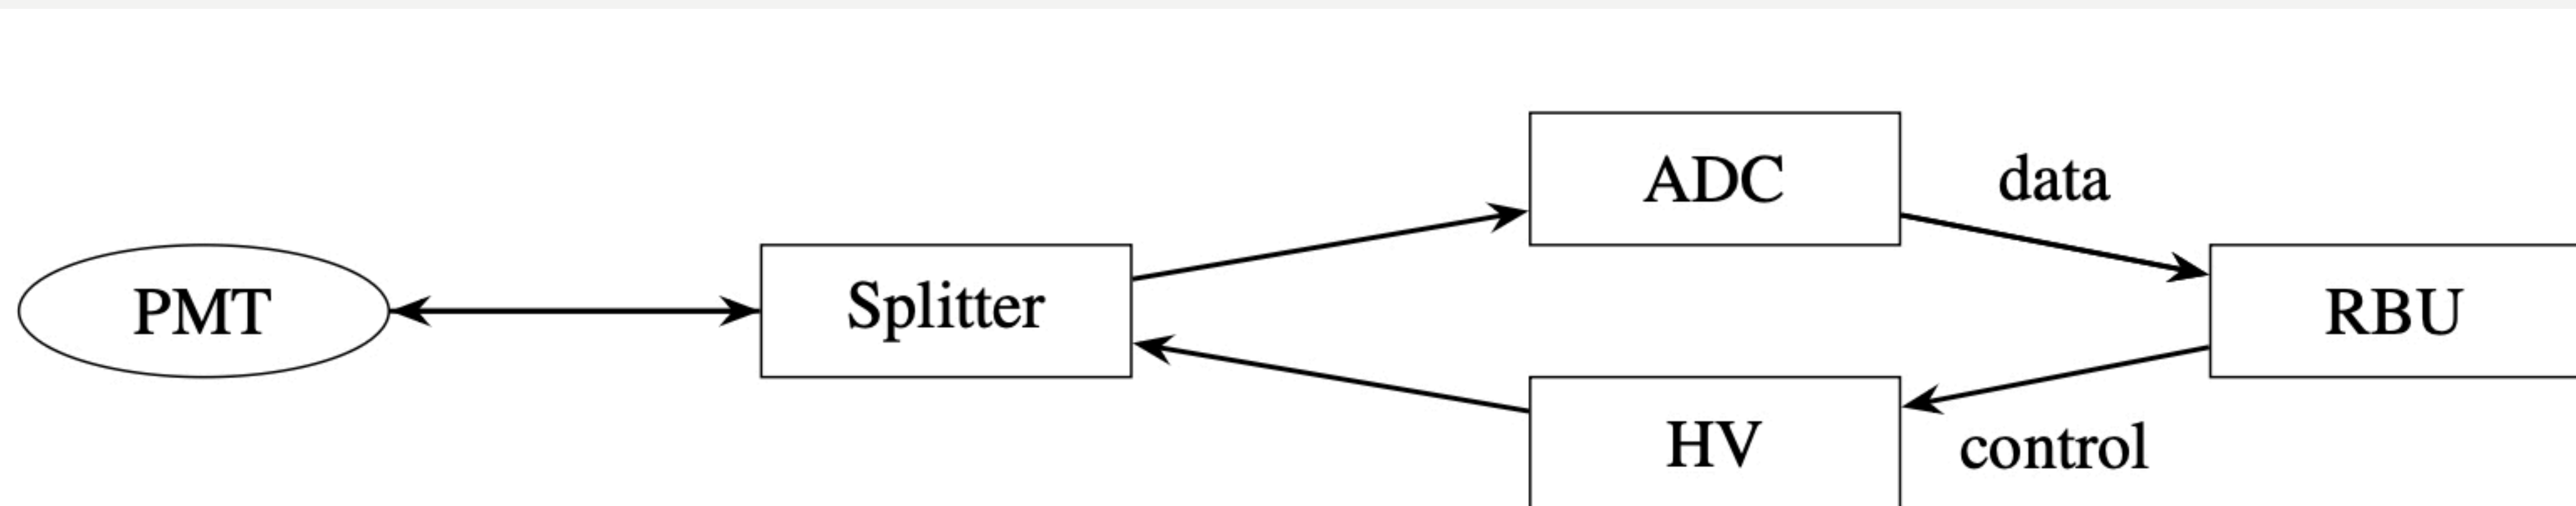 ADC
data
PMT
Splitter
RBU
HV
control